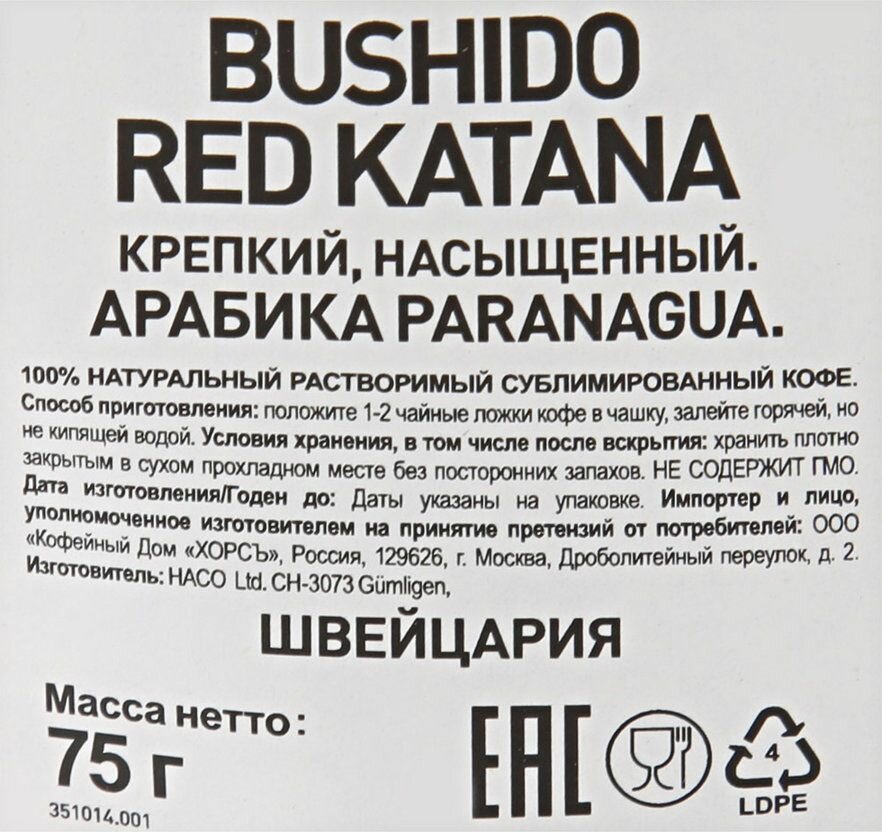 BUSHIDO
RED KATANA
КРЕПКИЙ, НАСЫЩЕННЫЙ.
АРАБИКА PARANAGUA.
100% НАТУРАЛЬНЫЙ РАСТВОРИМЫЙ СУБЛИМИРОВАННЫЙ КОФЕ.
Способ приготовления: положите 1-2 чайные ложки кофе в чашку, залейте горячей, но
не кипящей водой. Условия хранения, в том числе после вскрытия: хранить плотно
закрытым в сухом прохладном месте без посторонних запахов. НЕ СОДЕРЖИТ ГМО.
Дата изготовления/Годен до: Даты указаны на упаковке. Импортер и лицо,
уполномоченное изготовителем на принятие претензий от потребителей: ООО
«Кофейный Дом «ХОРСЪ», Россия, 129626, г. Москва, Дроболитейный переулок, д. 2.
Изготовитель: HACO Ltd. CH-3073 Gümligen,
ШВЕЙЦАРИЯ
Масса нетто:
75 г
351014.001
EAC
4
LDPE